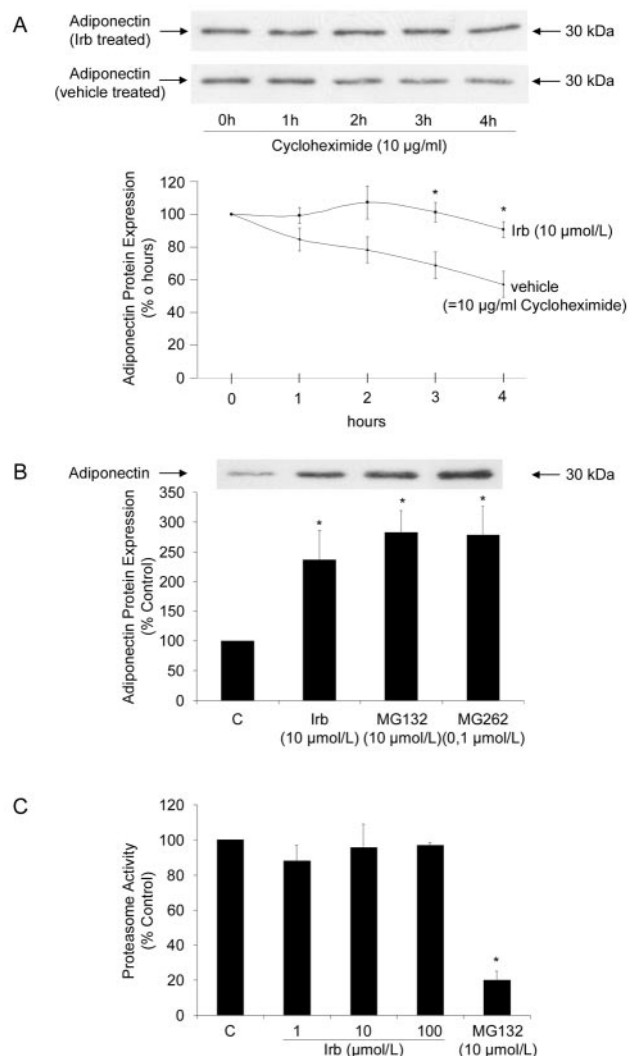 A
Adiponectin
(Irb treated)
30 kDa
Adiponectin
(vehicle treated)
30 kDa
0h 1h 2h 3h 4h
Cycloheximide (10 µg/ml)
Adiponectin Protein Expression
(% o hours)
120
100
80
60
40
20
0
* *
Irb (10 µmol/L)
vehicle
(=10 µg/ml Cycloheximide)
0 1 2 3 4
hours
B
Adiponectin
30 kDa
Adiponectin Protein Expression
(% Control)
350
300
250
200
150
100
50
0
* * *
C Irb MG132 MG262
(10 µmol/L) (10 µmol/L) (0,1 µmol/L)
C
Proteasome Activity
(% Control)
120
100
80
60
40
20
0
*
C 1 10 100 MG132
Irb (µmol/L) (10 µmol/L)